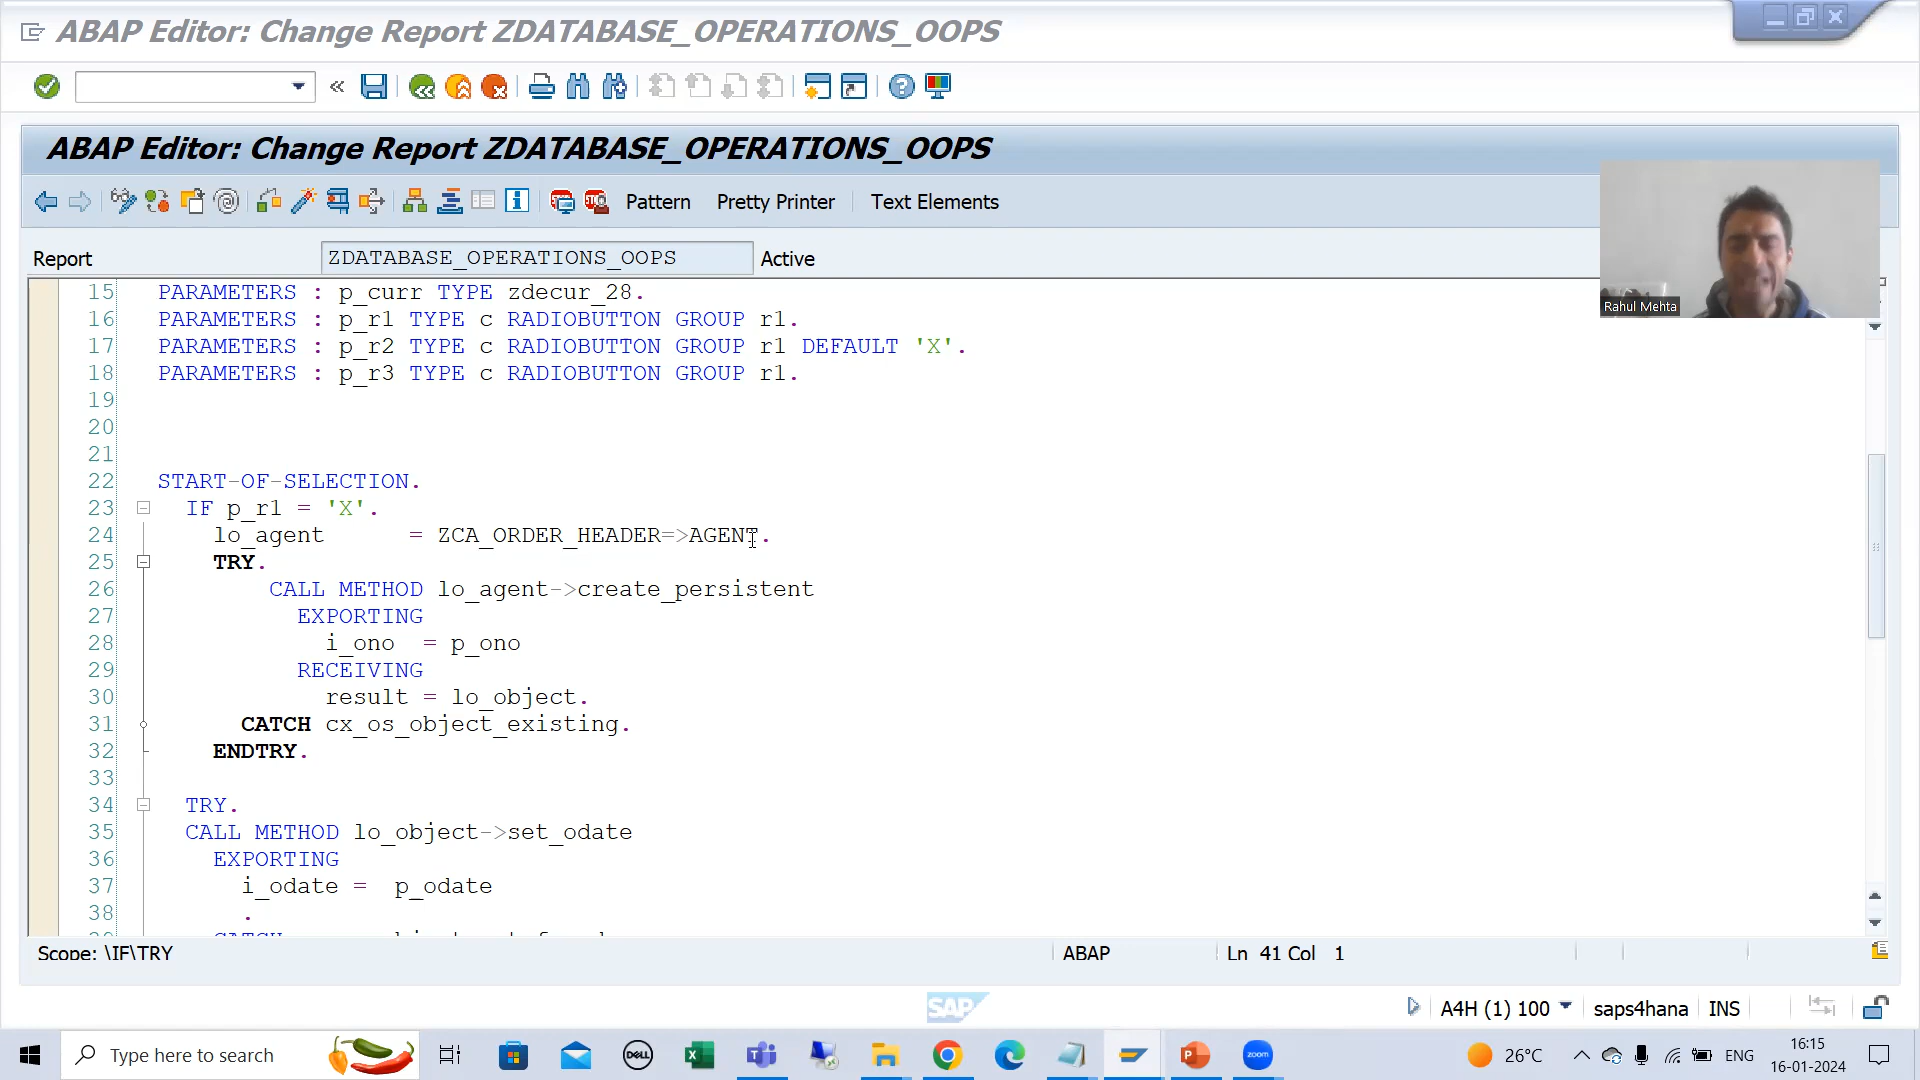 ABAP Editor: Change Report ZDATABASE_OPERATIONS_OOPS
ABAP Editor: Change Report ZDATABASE_OPERATIONS_OOPS
Pattern Pretty Printer Text Elements
Report ZDATABASE_OPERATIONS_OOPS Active
Rahul Mehta
15 PARAMETERS : p_curr TYPE zdecur_28.
16 PARAMETERS : p_r1 TYPE c RADIOBUTTON GROUP r1.
17 PARAMETERS : p_r2 TYPE c RADIOBUTTON GROUP r1 DEFAULT 'X'.
18 PARAMETERS : p_r3 TYPE c RADIOBUTTON GROUP r1.
19
20
21
22 START-OF-SELECTION.
23 IF p_r1 = 'X'.
24 lo_agent = ZCA_ORDER_HEADER=>AGENT.
25 TRY.
26 CALL METHOD lo_agent->create_persistent
27 EXPORTING
28 i_ono = p_ono
29 RECEIVING
30 result = lo_object.
31 CATCH cx_os_object_existing.
32 ENDTRY.
33
34 TRY.
35 CALL METHOD lo_object->set_odate
36 EXPORTING
37 i_odate = p_odate
38 .
Scope: \IF\TRY ABAP Ln 41 Col 1
SAP A4H (1) 100 saps4hana INS
Type here to search DELL zoom 26°C ENG 16:15
16-01-2024